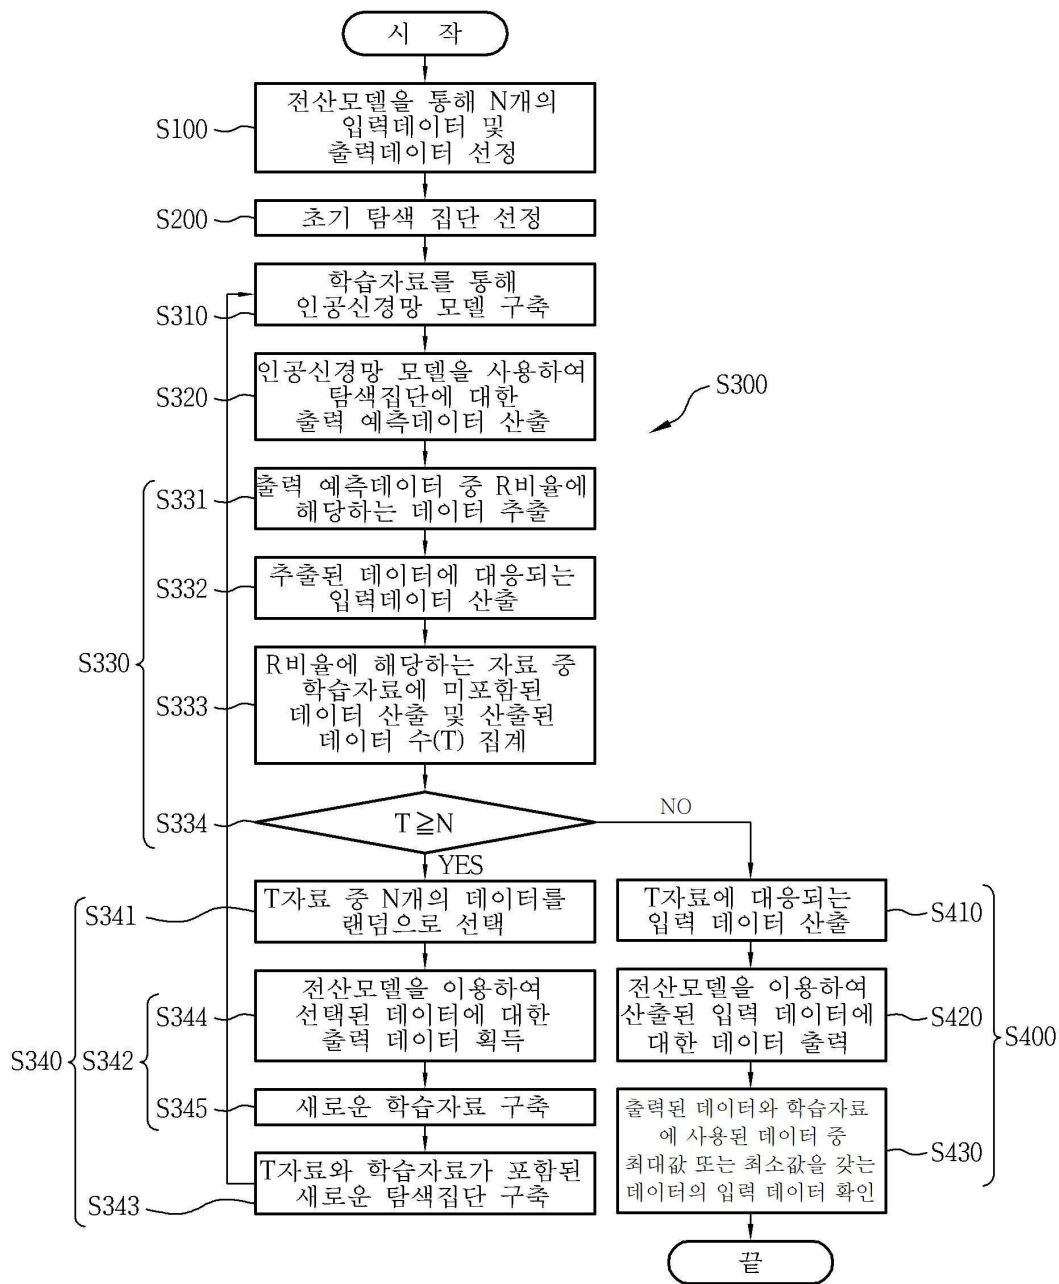 시 작
S100
전산모델을 통해 N개의
입력데이터 및
출력데이터 선정
S200
초기 탐색 집단 선정
S310
학습자료를 통해
인공신경망 모델 구축
S320
인공신경망 모델을 사용하여
탐색집단에 대한
출력 예측데이터 산출
S300
S330
S331
출력 예측데이터 중 R비율에
해당하는 데이터 추출
S332
추출된 데이터에 대응되는
입력데이터 산출
S333
R비율에 해당하는 자료 중
학습자료에 미포함된
데이터 산출 및 산출된
데이터 수(T) 집계
S334
T≧N
NO
YES
S340
S341
T자료 중 N개의 데이터를
랜덤으로 선택
S342
S344
전산모델을 이용하여
선택된 데이터에 대한
출력 데이터 획득
S345
새로운 학습자료 구축
S343
T자료와 학습자료가 포함된
새로운 탐색집단 구축
T자료에 대응되는
입력 데이터 산출
S410
전산모델을 이용하여
산출된 입력 데이터에
대한 데이터 출력
S420
S400
출력된 데이터와 학습자료
에 사용된 데이터 중
최대값 또는 최소값을 갖는
데이터의 입력 데이터 확인
S430
끝